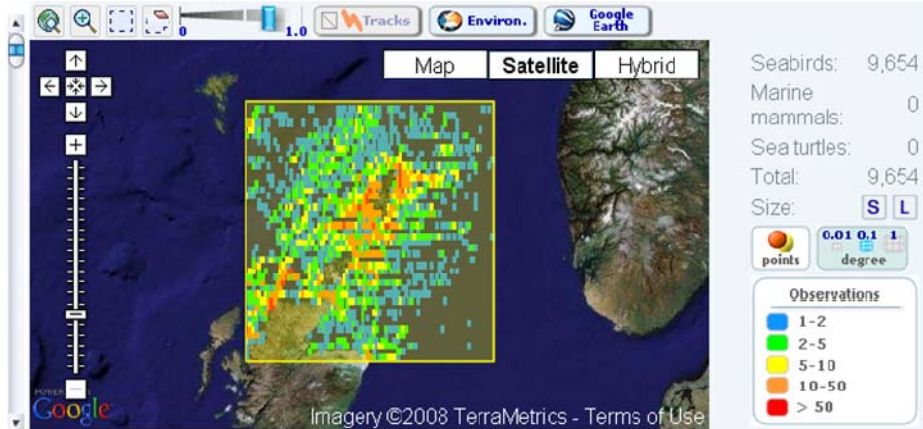 0
1.0
Tracks
Environ.
Google
Earth
Map
Satellite
Hybrid
Seabirds: 9,654
Marine
mammals: 0
Sea turtles: 0
Total: 9,654
Size: S L
points
0.01 0.1 1
degree
Observations
1-2
2-5
5-10
10-50
> 50
POWERED BY
Google
Imagery ©2008 TerraMetrics - Terms of Use